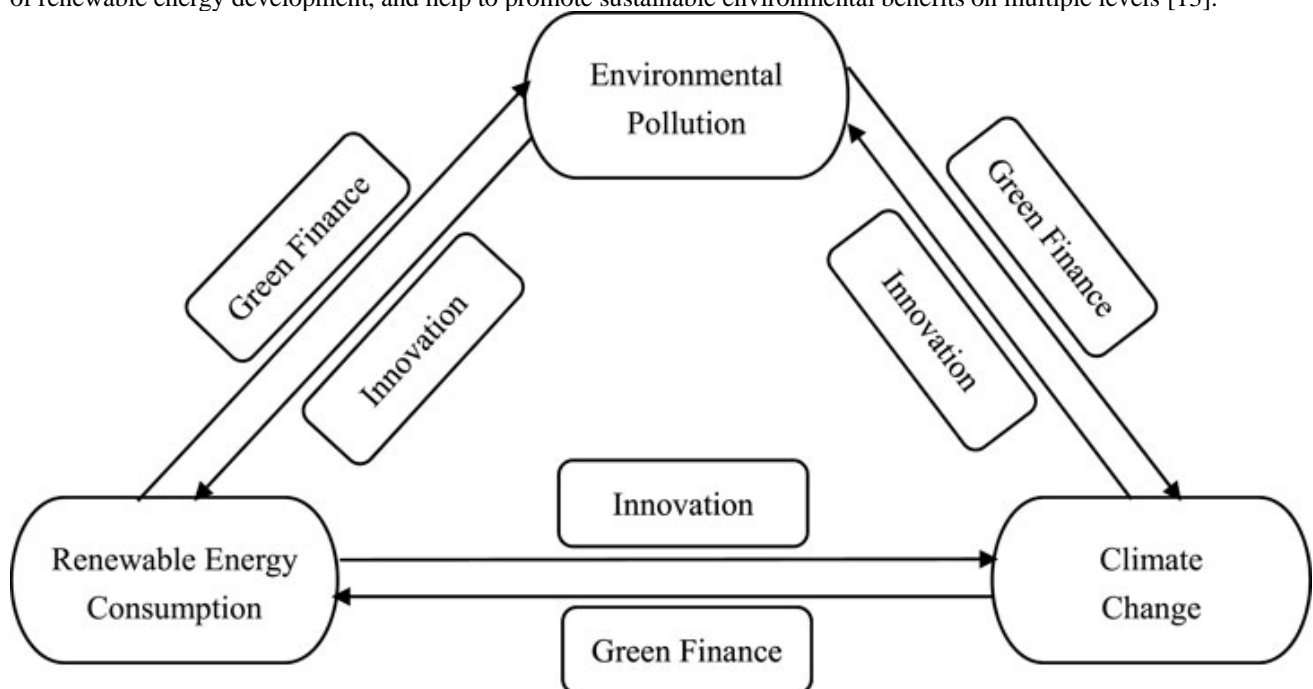 of renewable energy development, and help to promote sustainable environmental benefits on multiple levels [13].
Environmental
Pollution
Green Finance
Green Finance
Innovation
Innovation
Innovation
Renewable Energy
Consumption
Climate
Change
Green Finance